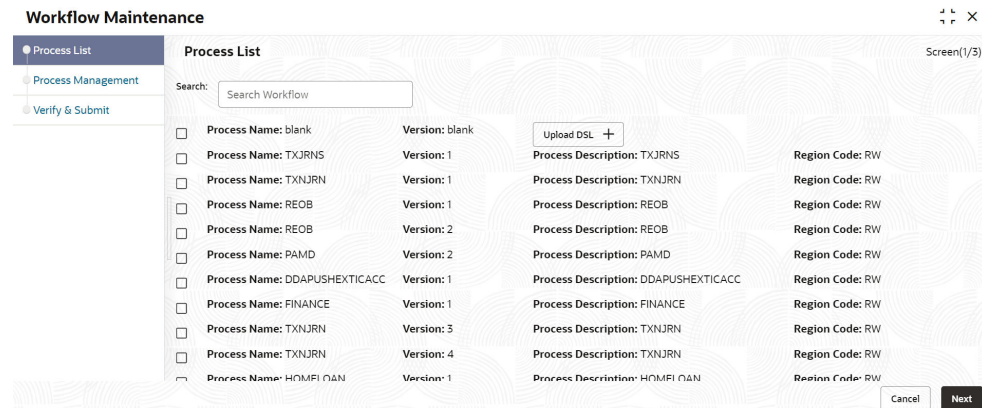 Workflow Maintenance
Process List
Process Management
Verify & Submit
Process List
Screen(1/3)
Search:
Search Workflow
Process Name: blank Version: blank Upload DSL +
Process Name: TXJRNS Version: 1 Process Description: TXJRNS Region Code: RW
Process Name: TXNJRN Version: 1 Process Description: TXNJRN Region Code: RW
Process Name: REOB Version: 1 Process Description: REOB Region Code: RW
Process Name: REOB Version: 2 Process Description: REOB Region Code: RW
Process Name: PAMD Version: 2 Process Description: PAMD Region Code: RW
Process Name: DDAPUSHEXTICACC Version: 1 Process Description: DDAPUSHEXTICACC Region Code: RW
Process Name: FINANCE Version: 1 Process Description: FINANCE Region Code: RW
Process Name: TXNJRN Version: 3 Process Description: TXNJRN Region Code: RW
Process Name: TXNJRN Version: 4 Process Description: TXNJRN Region Code: RW
Process Name: HOMELOAN Version: 1 Process Description: HOMELOAN Region Code: RW
Cancel Next